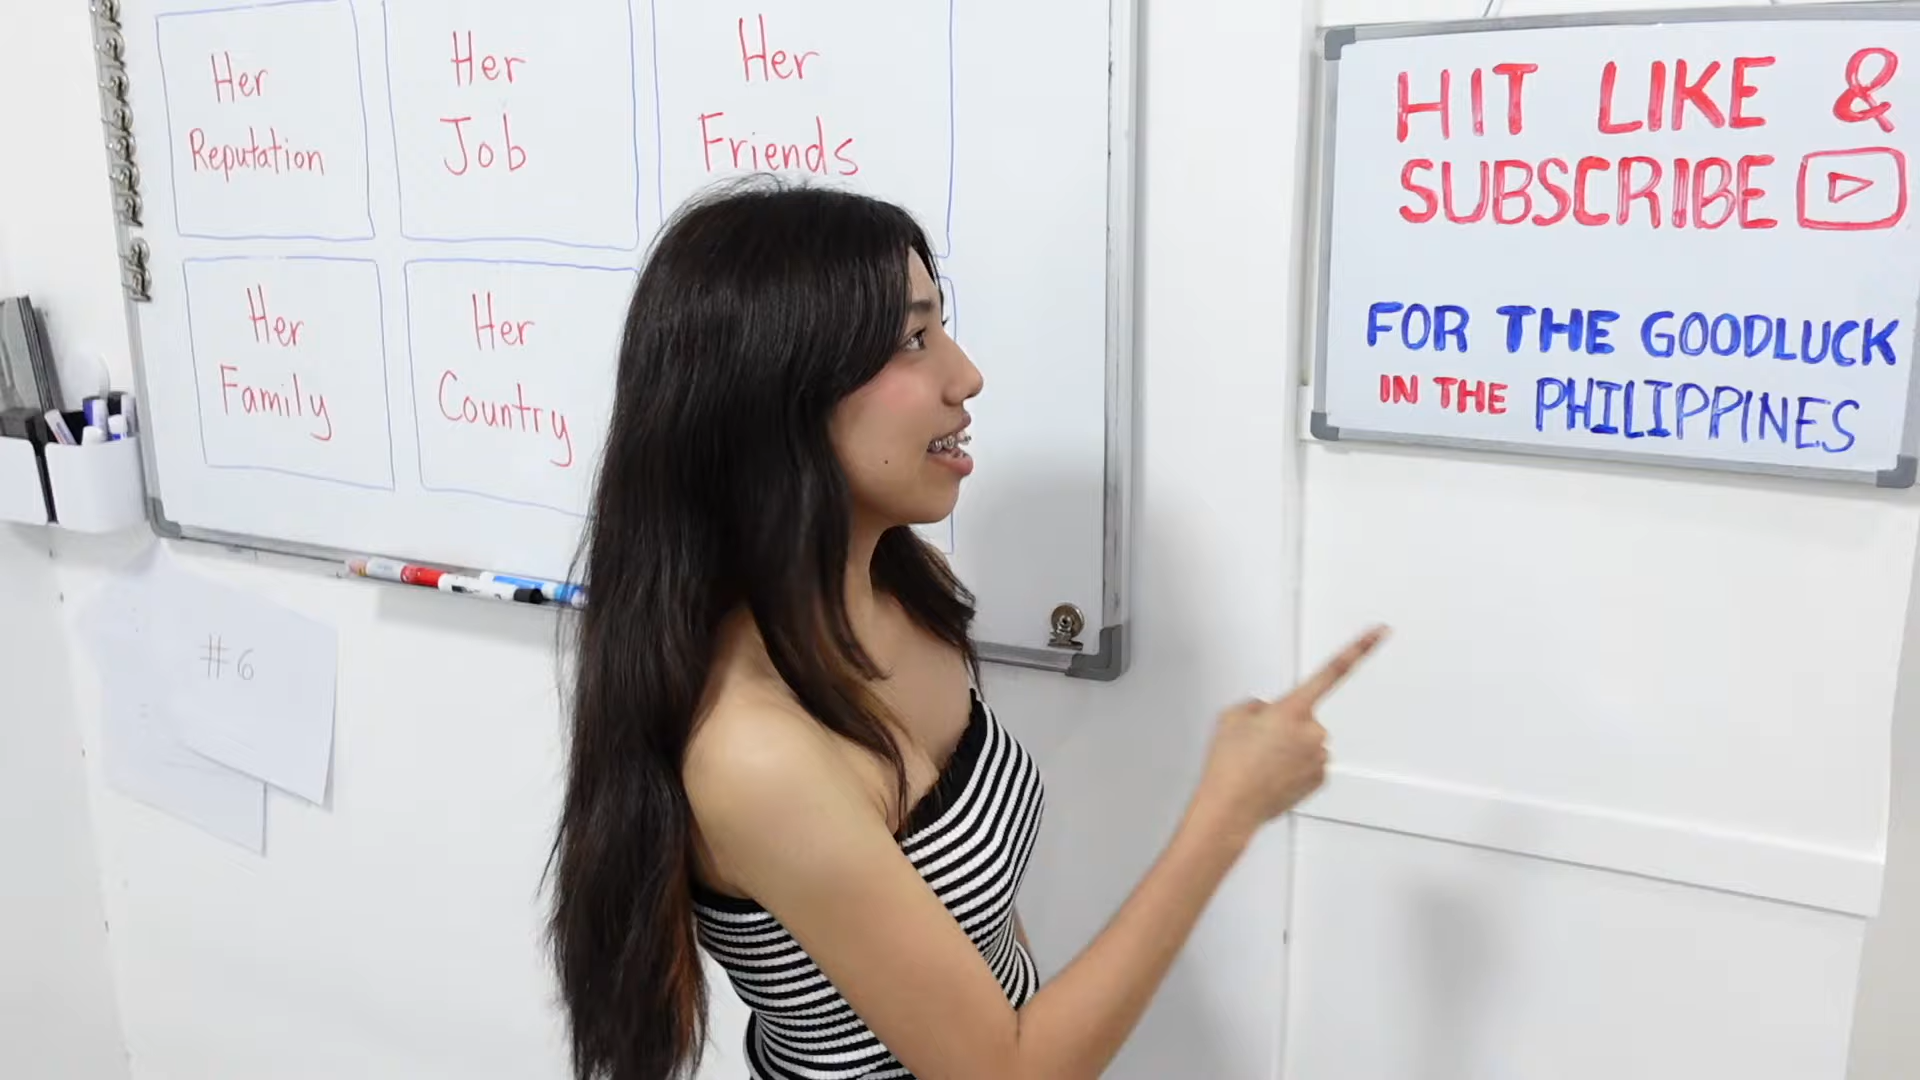 Her
Reputation
Her
Job
Her
Friends
Her
Family
Her
Country
#6
HIT LIKE &
SUBSCRIBE
FOR THE GOODLUCK
IN THE PHILIPPINES